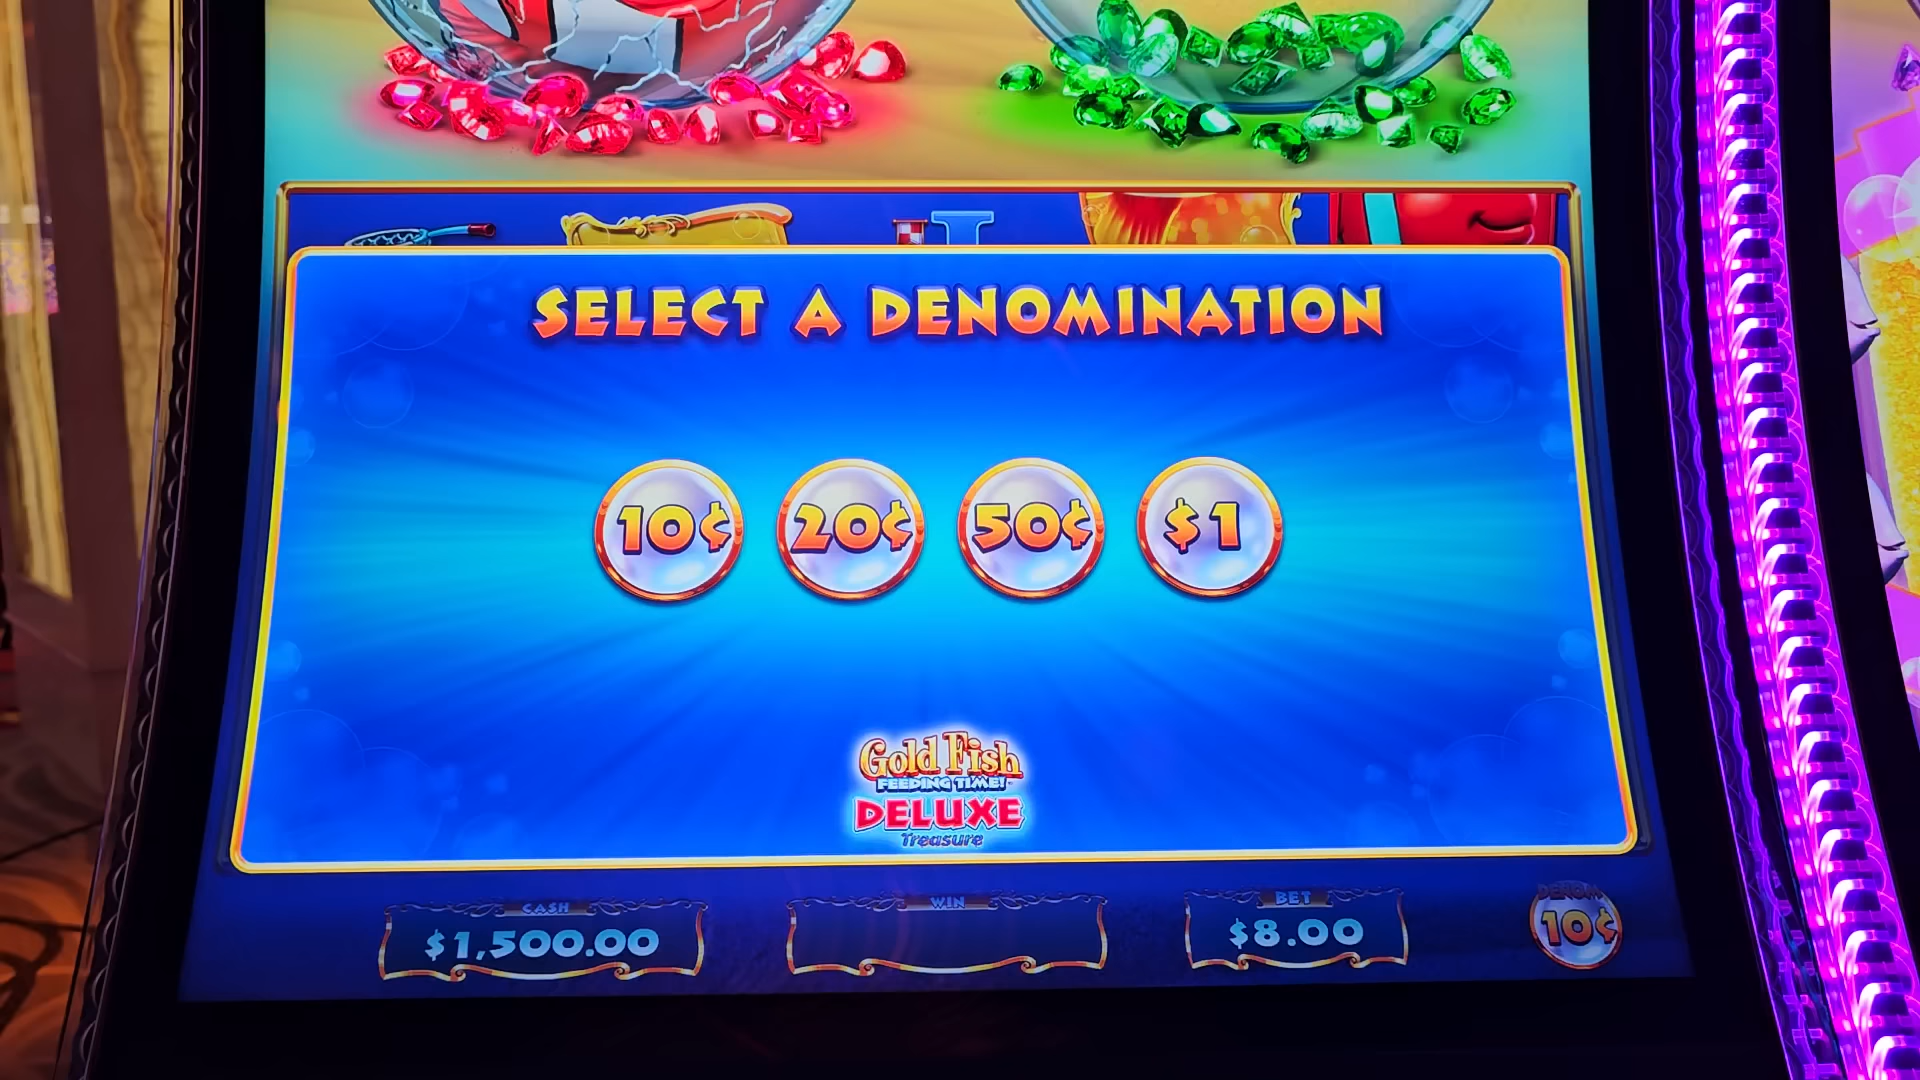 SELECT A DENOMINATION
10¢ 20¢ 50¢ $1
Gold Fish
FEEDING TIME!
DELUXE
Treasure
CASH WIN BET DENOM
$1,500.00 $8.00 10¢